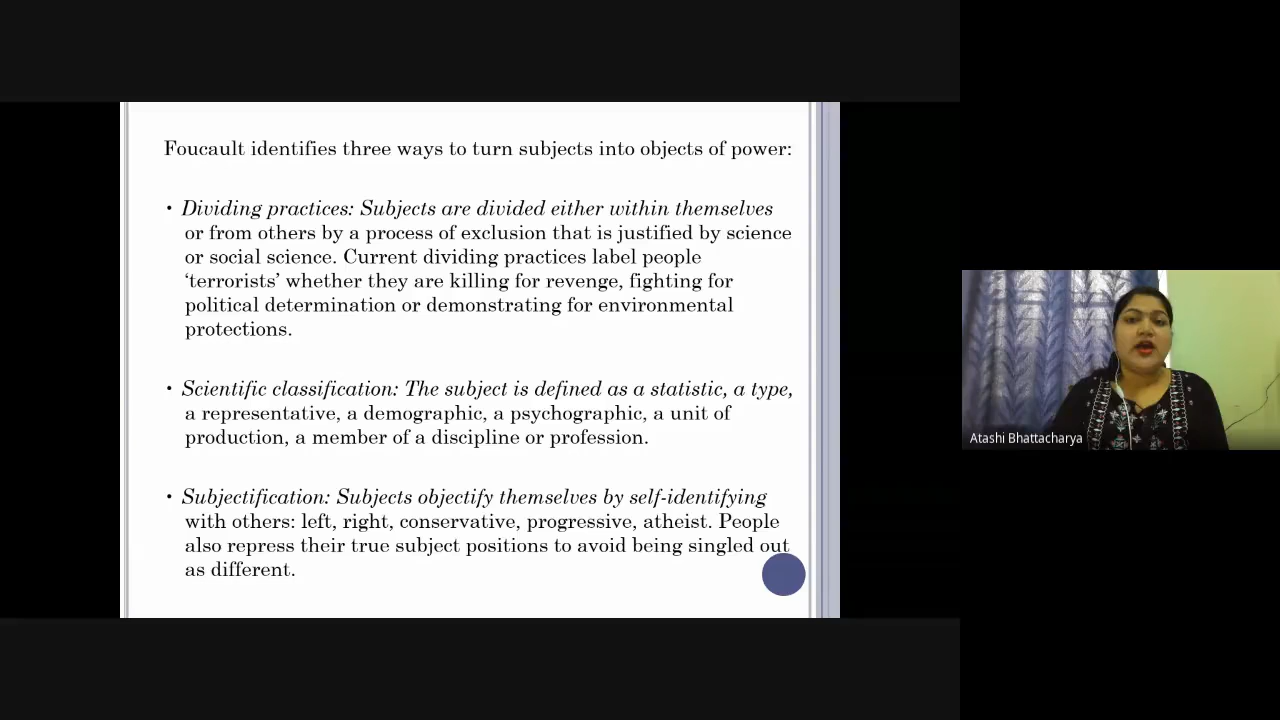 Foucault identifies three ways to turn subjects into objects of power:
• Dividing practices: Subjects are divided either within themselves
or from others by a process of exclusion that is justified by science
or social science. Current dividing practices label people
‘terrorists’ whether they are killing for revenge, fighting for
political determination or demonstrating for environmental
protections.
• Scientific classification: The subject is defined as a statistic, a type,
a representative, a demographic, a psychographic, a unit of
production, a member of a discipline or profession.
• Subjectification: Subjects objectify themselves by self-identifying
with others: left, right, conservative, progressive, atheist. People
also repress their true subject positions to avoid being singled out
as different.
Atashi Bhattacharya